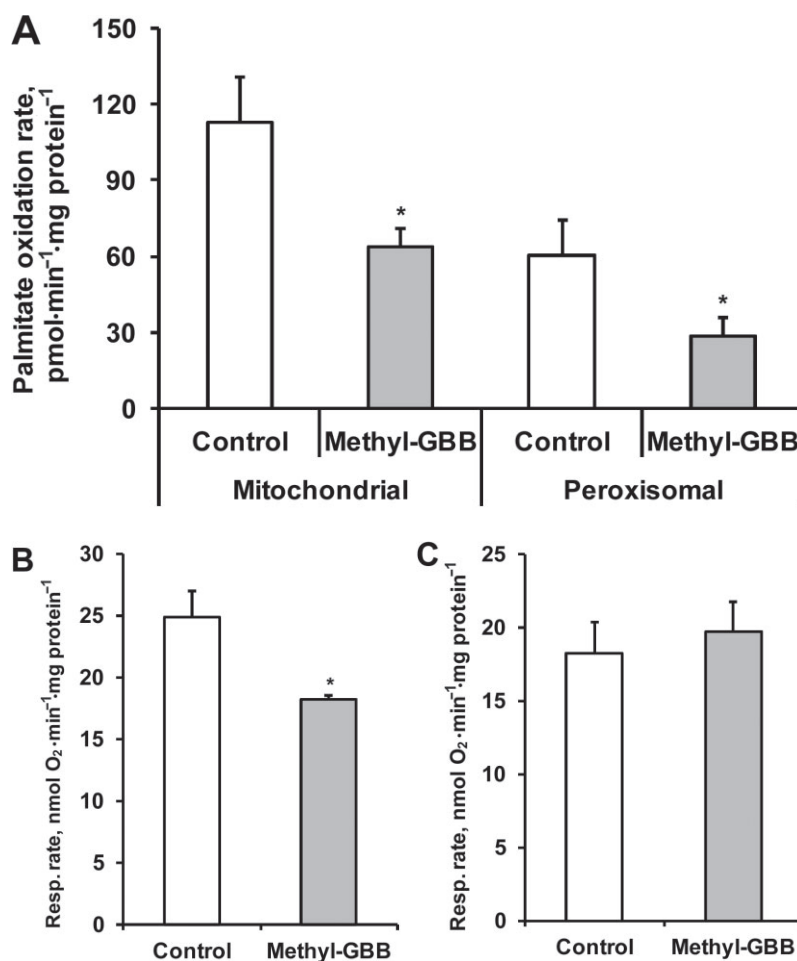 A
Palmitate oxidation rate,
pmol·min⁻¹·mg protein⁻¹
150
120
90
60
30
0
*
*
Control Methyl-GBB Control Methyl-GBB
Mitochondrial Peroxisomal
B
Resp. rate, nmol O₂·min⁻¹·mg protein⁻¹
30
25
20
15
10
5
0
*
Control Methyl-GBB
C
Resp. rate, nmol O₂·min⁻¹·mg protein⁻¹
25
20
15
10
5
0
Control Methyl-GBB